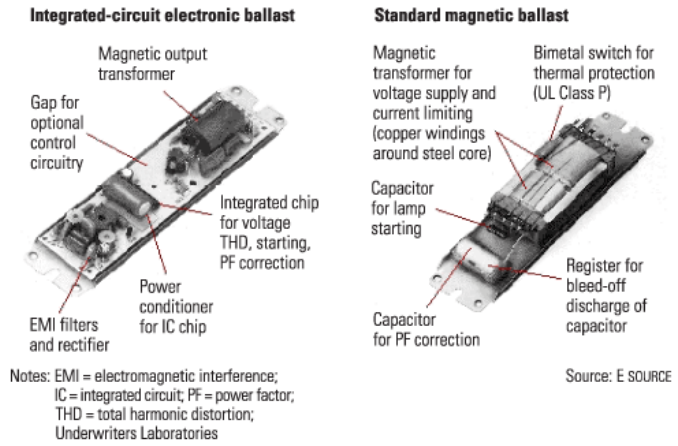 Integrated-circuit electronic ballast
Magnetic output
transformer
Gap for
optional
control
circuitry
Integrated chip
for voltage
THD, starting,
PF correction
Power
conditioner
for IC chip
EMI filters
and rectifier
Notes: EMI = electromagnetic interference;
IC = integrated circuit; PF = power factor;
THD = total harmonic distortion;
Underwriters Laboratories
Standard magnetic ballast
Magnetic
transformer for
voltage supply and
current limiting
(copper windings
around steel core)
Bimetal switch for
thermal protection
(UL Class P)
Capacitor
for lamp
starting
Register for
bleed-off
discharge of
capacitor
Capacitor
for PF correction
Source: E SOURCE